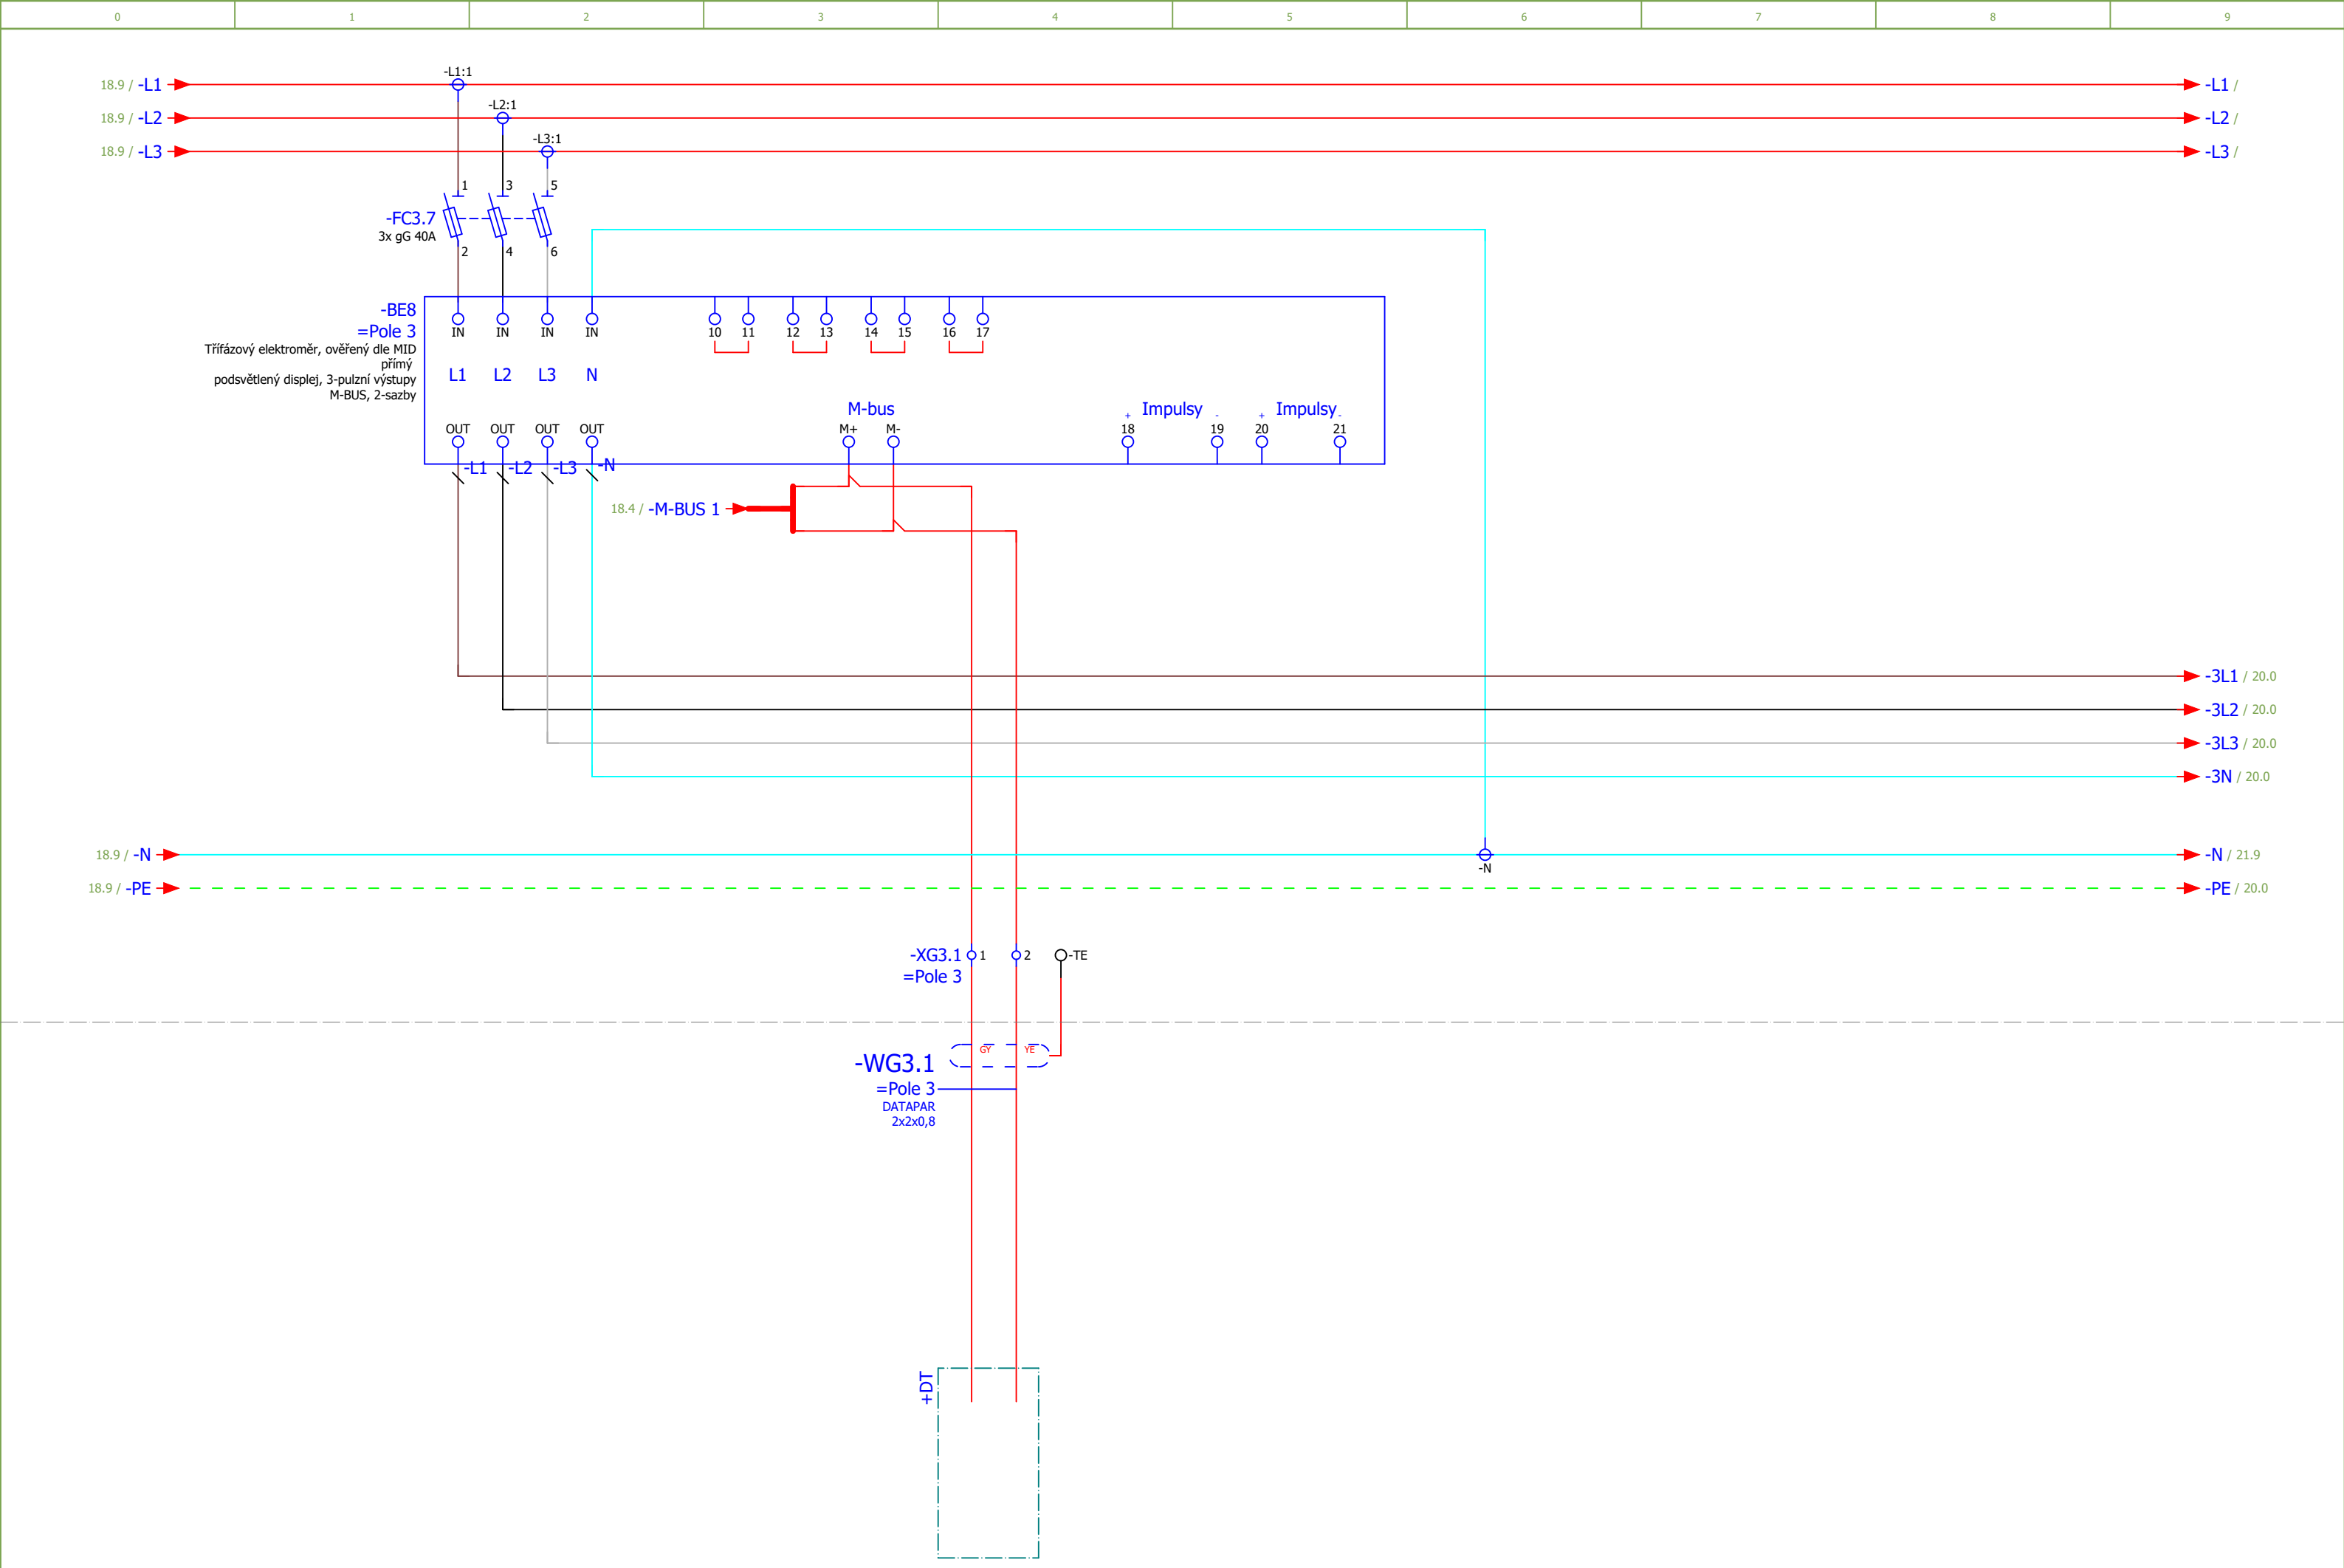 0 1 2 3 4 5 6 7 8 9
-L1:1
18.9 / -L1 -L1 /
-L2:1
18.9 / -L2 -L2 /
-L3:1
18.9 / -L3 -L3 /
1 3 5
-FC3.7
3x gG 40A
2 4 6
-BE8
=Pole 3
Třífázový elektroměr, ověřený dle MID
přímý
podsvětlený displej, 3-pulzní výstupy
M-BUS, 2-sazby
IN IN IN IN 10 11 12 13 14 15 16 17
L1 L2 L3 N
M-bus + Impulsy - + Impulsy -
OUT OUT OUT OUT M+ M- 18 19 20 21
-L1 -L2 -L3 -N
18.4 / -M-BUS 1
-3L1 / 20.0
-3L2 / 20.0
-3L3 / 20.0
-3N / 20.0
18.9 / -N -N / 21.9
-N
18.9 / -PE -PE / 20.0
-XG3.1 1 2 -TE
=Pole 3
GY YE
-WG3.1
=Pole 3
DATAPAR
2x2x0,8
+DT